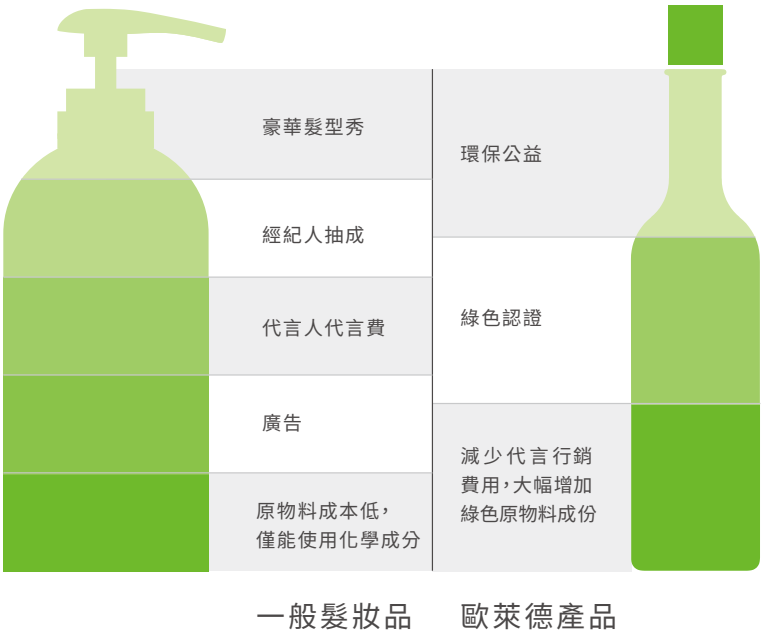 豪華髮型秀
經紀人抽成
代言人代言費
廣告
原物料成本低，
僅能使用化學成分
一般髮妝品
環保公益
綠色認證
減少代言行銷
費用，大幅增加
綠色原物料成份
歐萊德產品